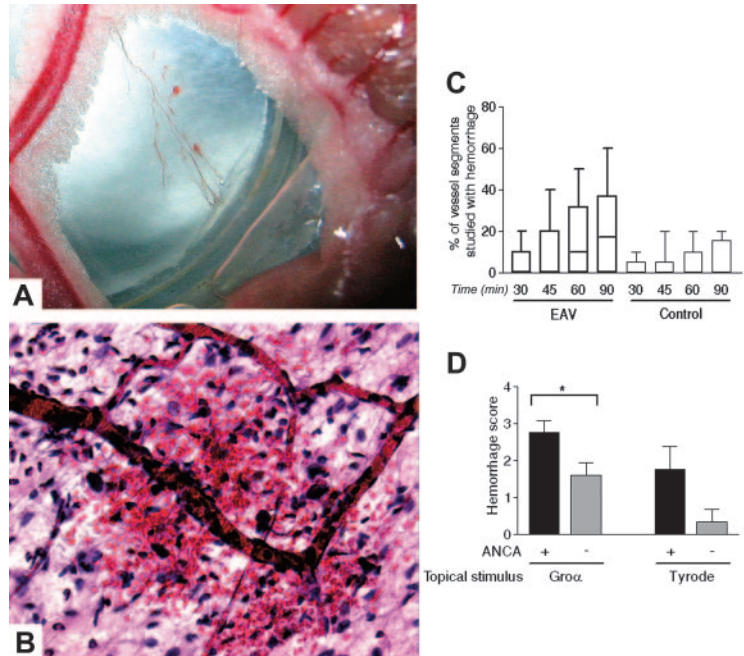 A
B
C
% of vessel segments
studied with hemorrhage
80
60
40
20
0
Time (min) 30 45 60 90 30 45 60 90
EAV Control
D
Hemorrhage score
4
3
2
1
0
*
ANCA + - + -
Topical stimulus Groα Tyrode